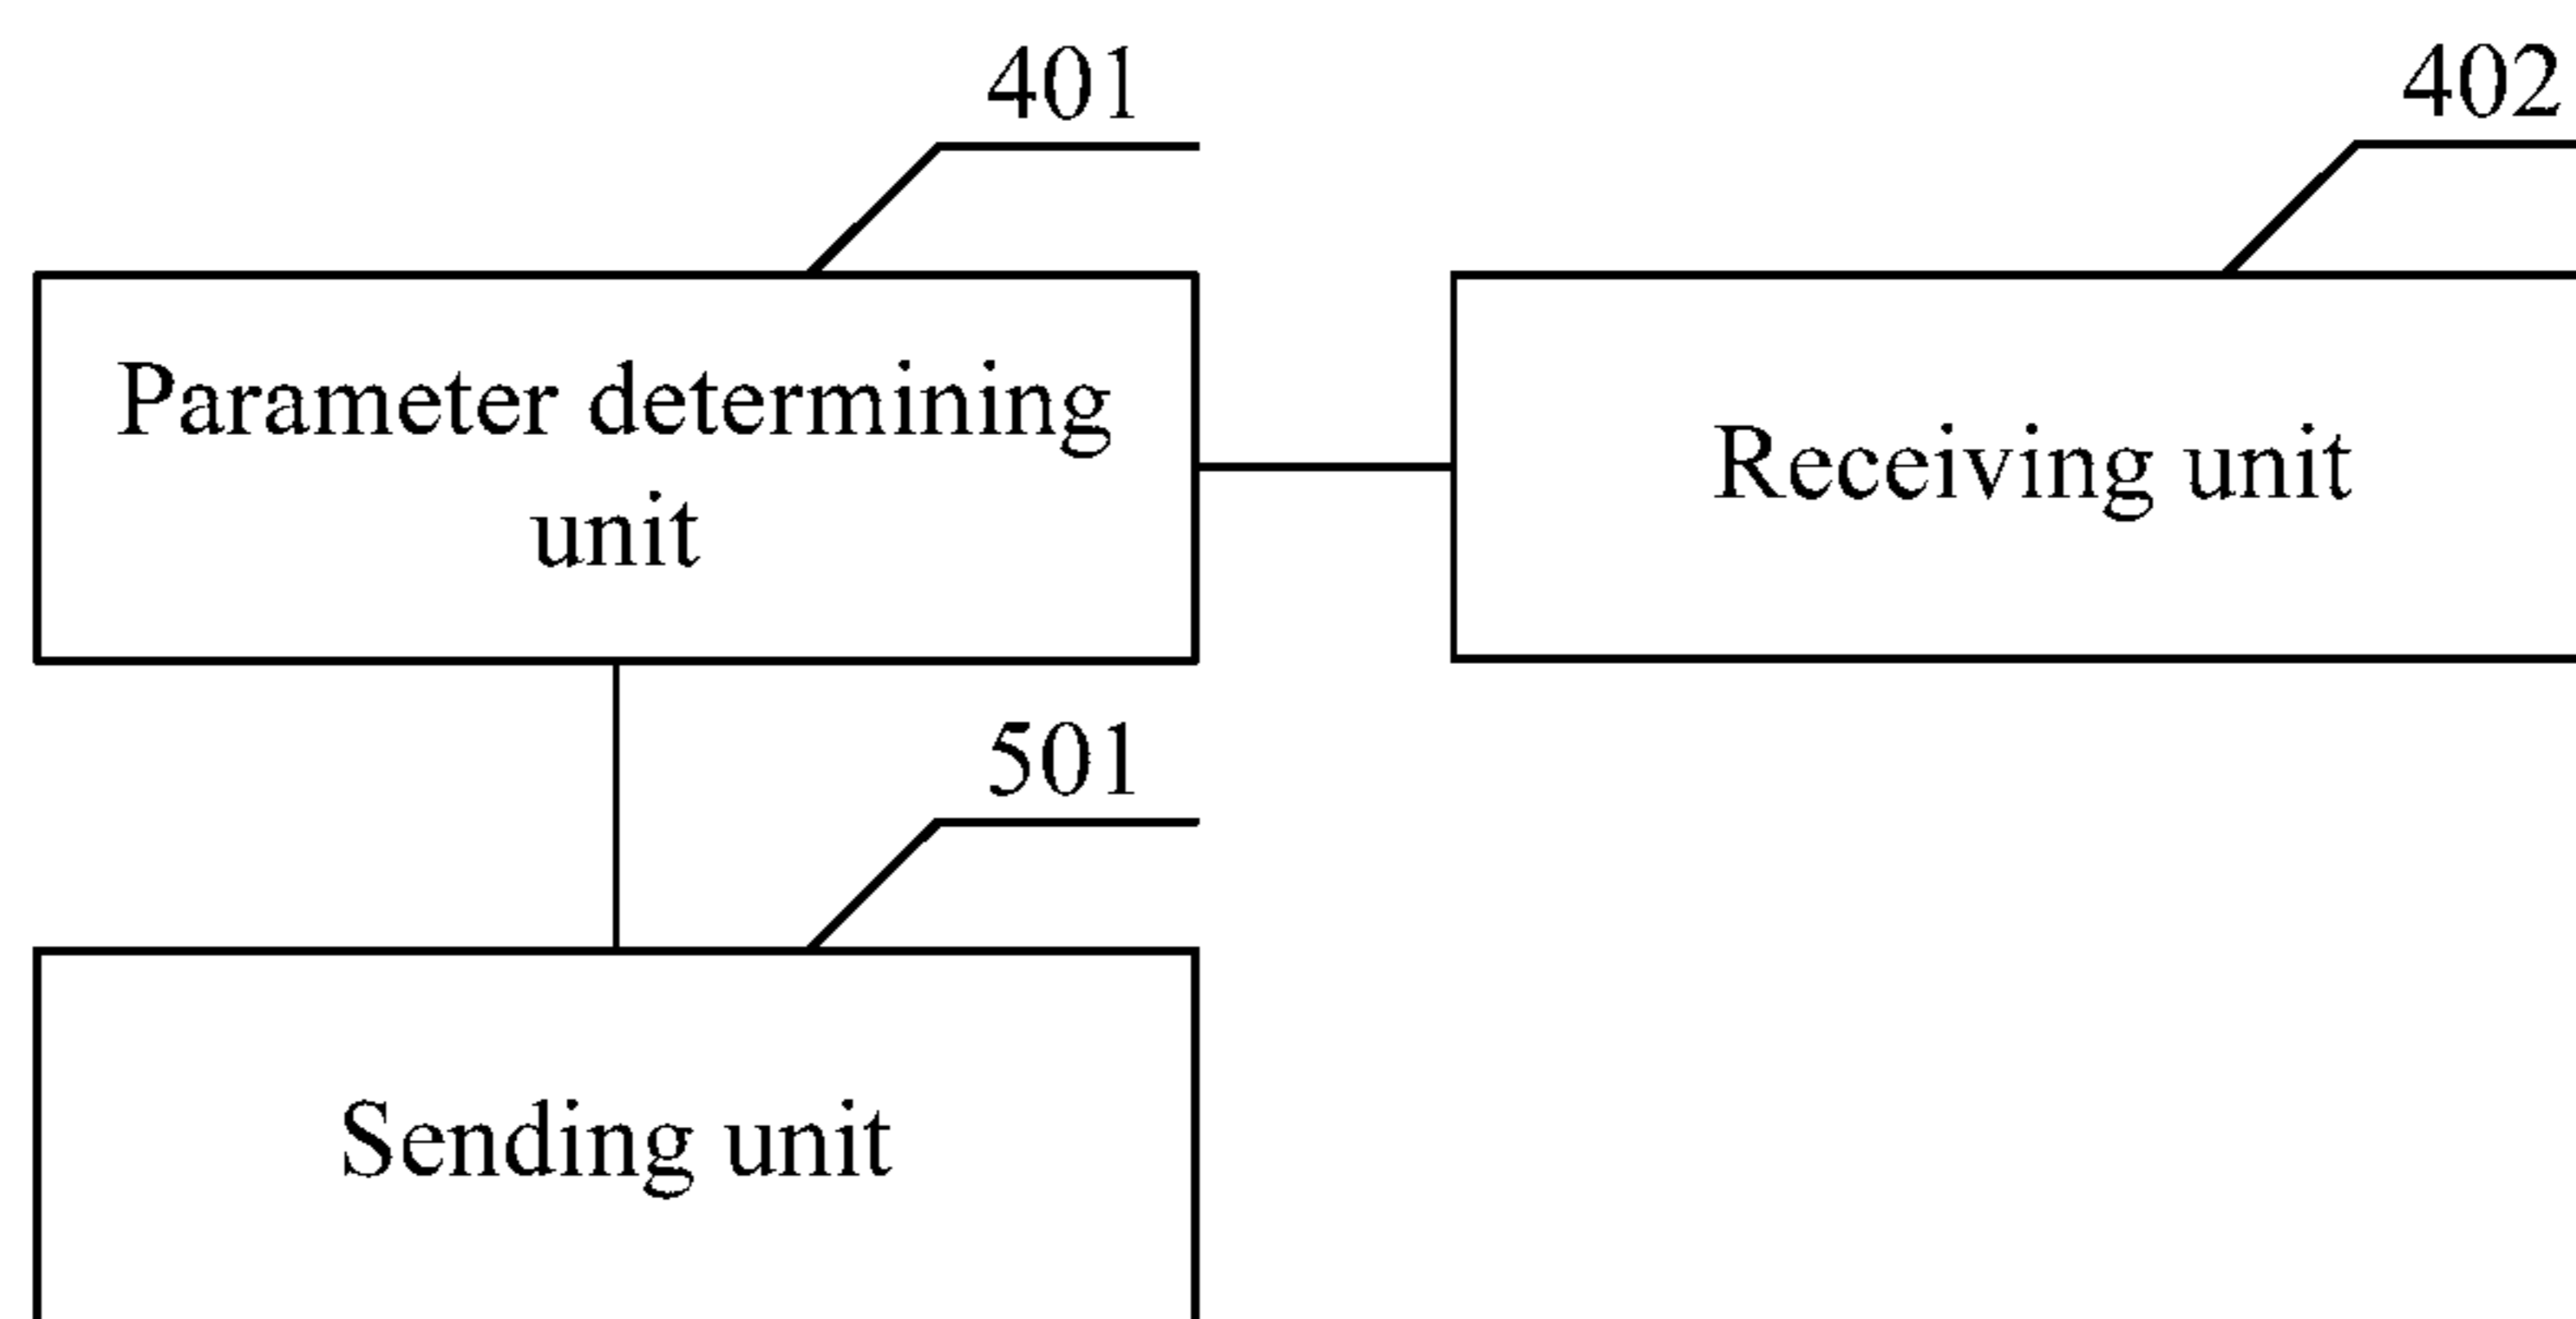 401
402
Parameter determining
unit
Receiving unit
501
Sending unit